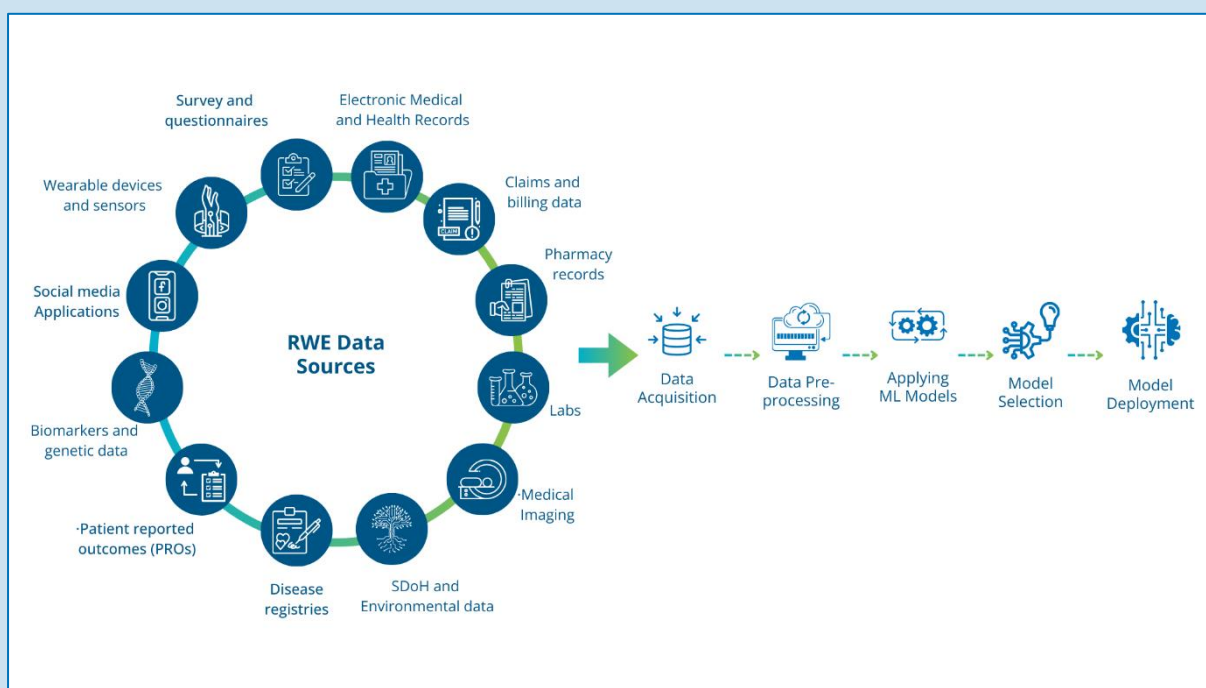 Survey and
questionnaires
Electronic Medical
and Health Records
Claims and
billing data
CLAIM
Pharmacy
records
Labs
·Medical
Imaging
SDoH and
Environmental data
Disease
registries
·Patient reported
outcomes (PROs)
Biomarkers and
genetic data
Social media
Applications
Wearable devices
and sensors
RWE Data
Sources
Data
Acquisition
Data Pre-
processing
Applying
ML Models
Model
Selection
Model
Deployment